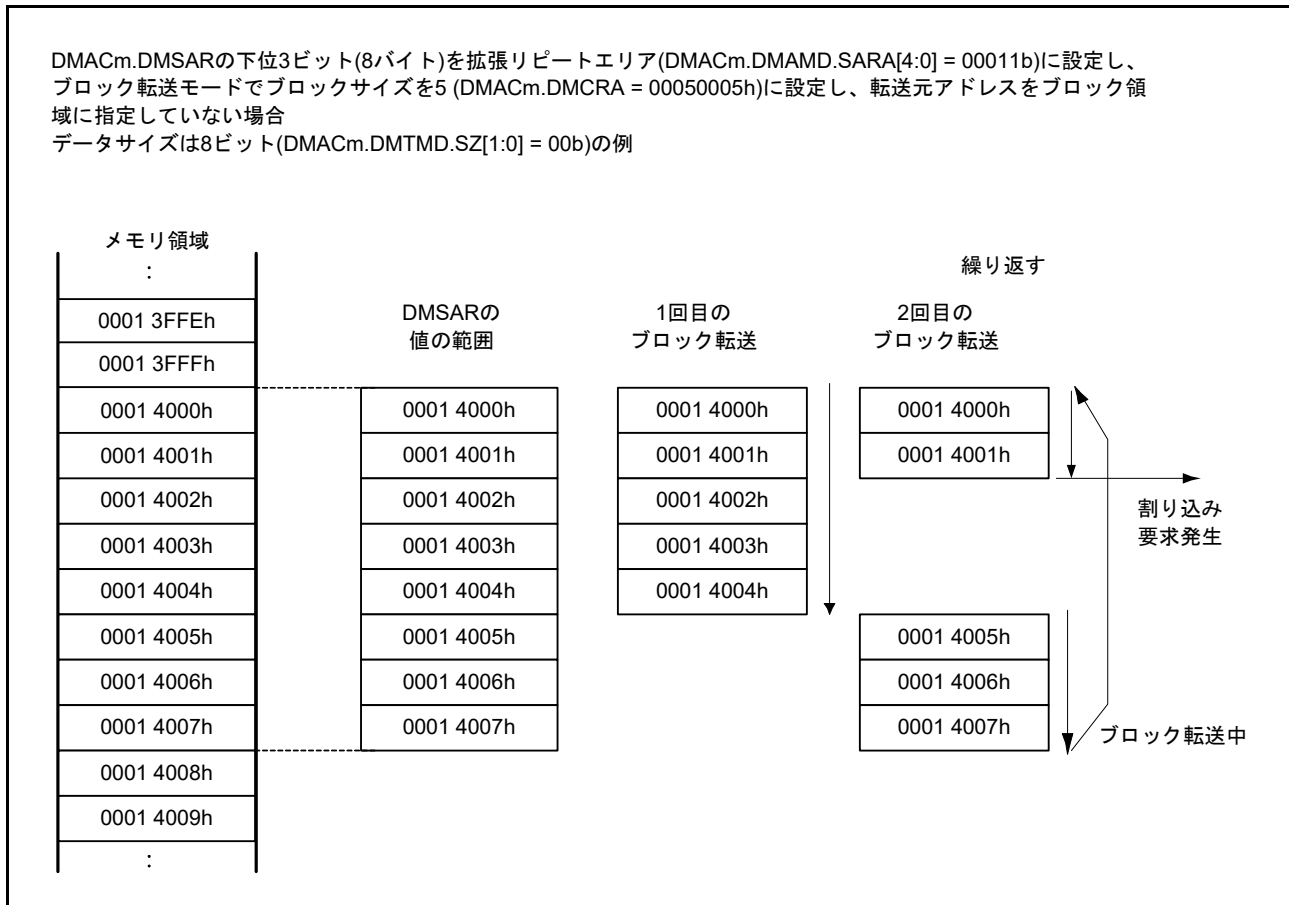 DMACm.DMSARの下位3ビット(8バイト)を拡張リピートエリア(DMACm.DMAMD.SARA[4:0] = 00011b)に設定し、
ブロック転送モードでブロックサイズを5 (DMACm.DMCRA = 00050005h)に設定し、転送元アドレスをブロック領
域に指定していない場合
データサイズは8ビット(DMACm.DMTMD.SZ[1:0] = 00b)の例
メモリ領域
:
0001 3FFEh
0001 3FFFh
0001 4000h
0001 4001h
0001 4002h
0001 4003h
0001 4004h
0001 4005h
0001 4006h
0001 4007h
0001 4008h
0001 4009h
:
DMSARの
値の範囲
0001 4000h
0001 4001h
0001 4002h
0001 4003h
0001 4004h
0001 4005h
0001 4006h
0001 4007h
1回目の
ブロック転送
0001 4000h
0001 4001h
0001 4002h
0001 4003h
0001 4004h
繰り返す
2回目の
ブロック転送
0001 4000h
0001 4001h
0001 4005h
0001 4006h
0001 4007h
割り込み
要求発生
ブロック転送中